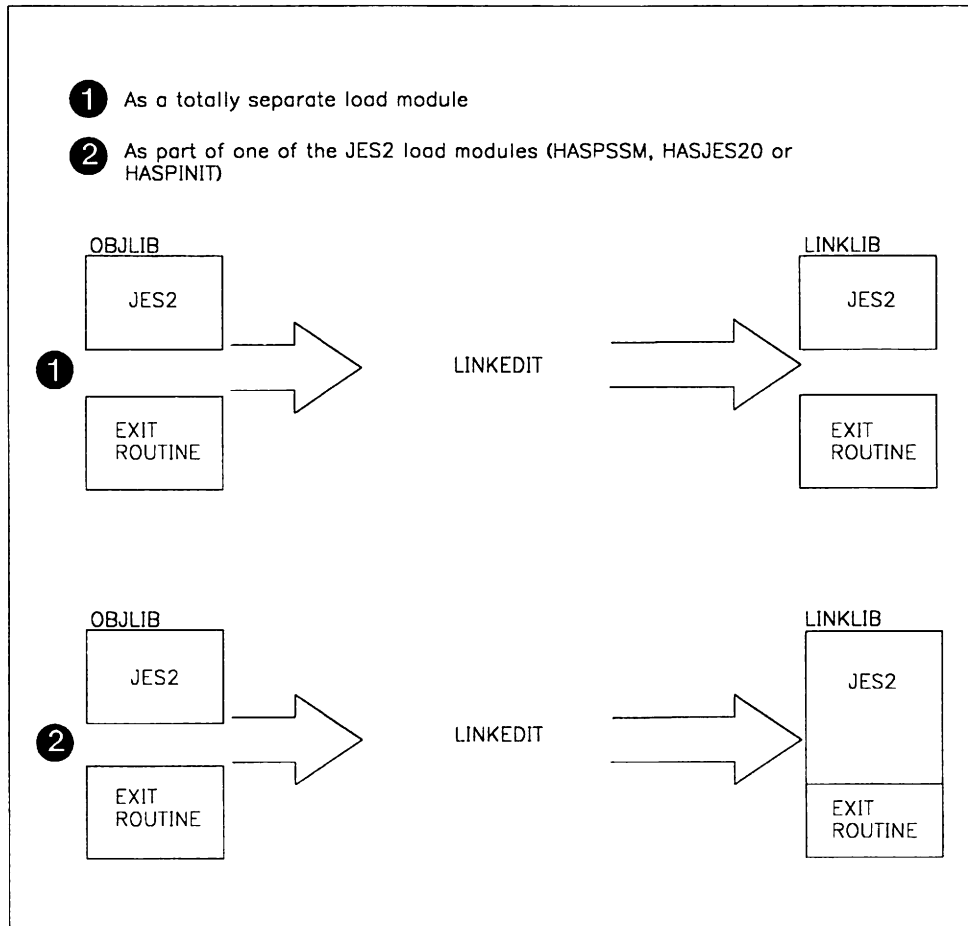 1 As a totally separate load module
2 As part of one of the JES2 load modules (HASPSSM, HASJES20 or
HASPINIT)
OBJLIB
LINKLIB
JES2
JES2
1
LINKEDIT
EXIT
ROUTINE
EXIT
ROUTINE
OBJLIB
LINKLIB
JES2
JES2
2
LINKEDIT
EXIT
ROUTINE
EXIT
ROUTINE